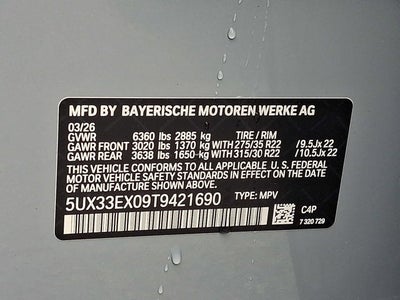 MFD BY BAYERISCHE MOTOREN WERKE AG
03/26
GVWR 6360 lbs 2885 kg TIRE / RIM
GAWR FRONT 3020 lbs 1370 kg WITH 275/35 R22 /9.5Jx 22
GAWR REAR 3638 lbs 1650 kg WITH 315/30 R22 /10.5Jx 22
THIS VEHICLE CONFORMS TO ALL APPLICABLE U. S. FEDERAL
MOTOR VEHICLE SAFETY STANDARDS IN EFFECT ON THE DATE
OF MANUFACTURE SHOWN ABOVE.
5UX33EX09T9421690 TYPE: MPV
C4P
7 320 729